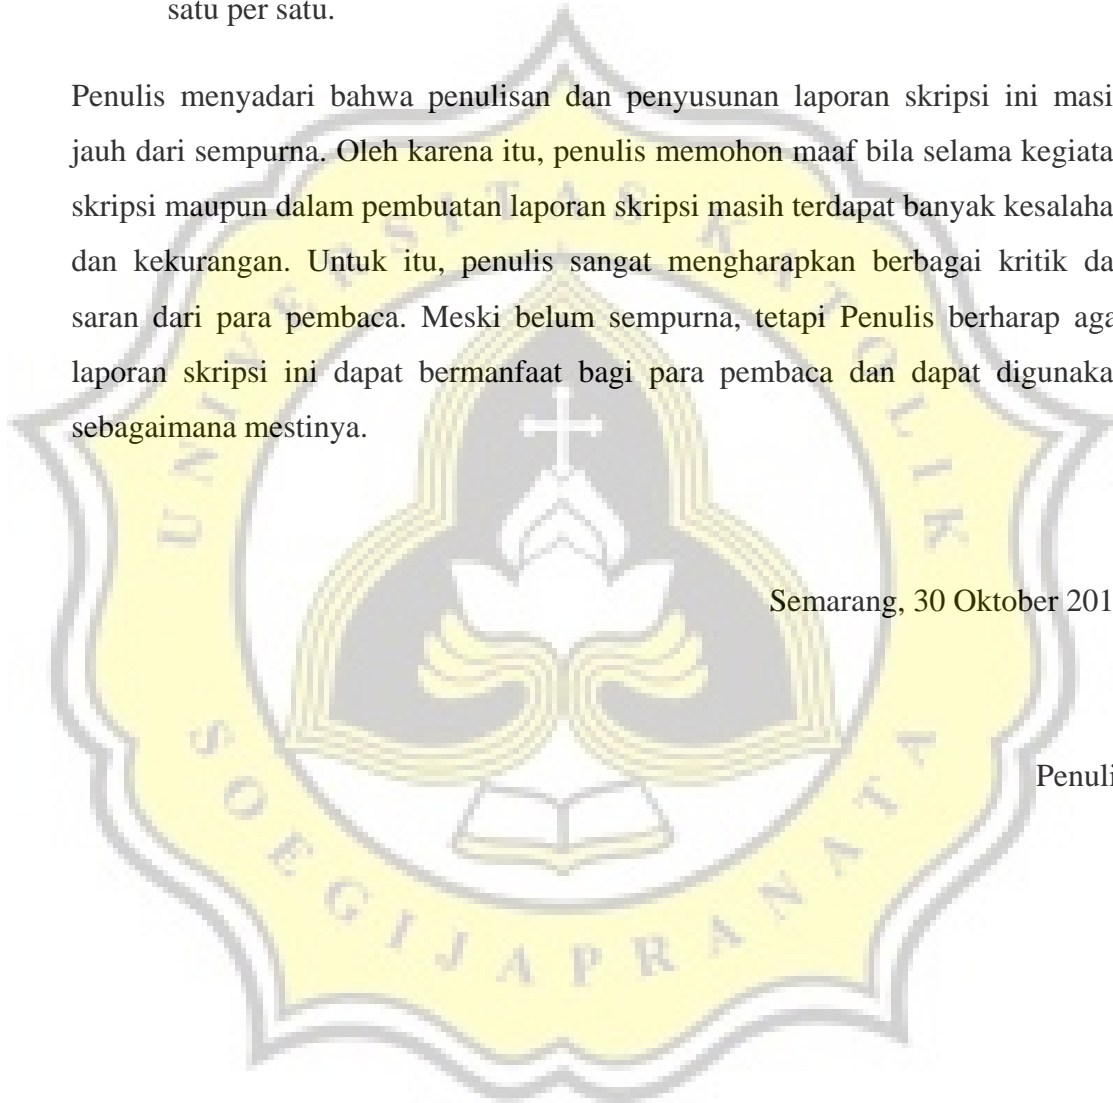 satu per satu.
Penulis menyadari bahwa penulisan dan penyusunan laporan skripsi ini masi
jauh dari sempurna. Oleh karena itu, penulis memohon maaf bila selama kegiata
skripsi maupun dalam pembuatan laporan skripsi masih terdapat banyak kesalaha
dan kekurangan. Untuk itu, penulis sangat mengharapkan berbagai kritik da
saran dari para pembaca. Meski belum sempurna, tetapi Penulis berharap aga
laporan skripsi ini dapat bermanfaat bagi para pembaca dan dapat digunaka
sebagaimana mestinya.
Semarang, 30 Oktober 201
Penuli
UNIVERSITAS KATOLIK
SOEGIJAPRANATA